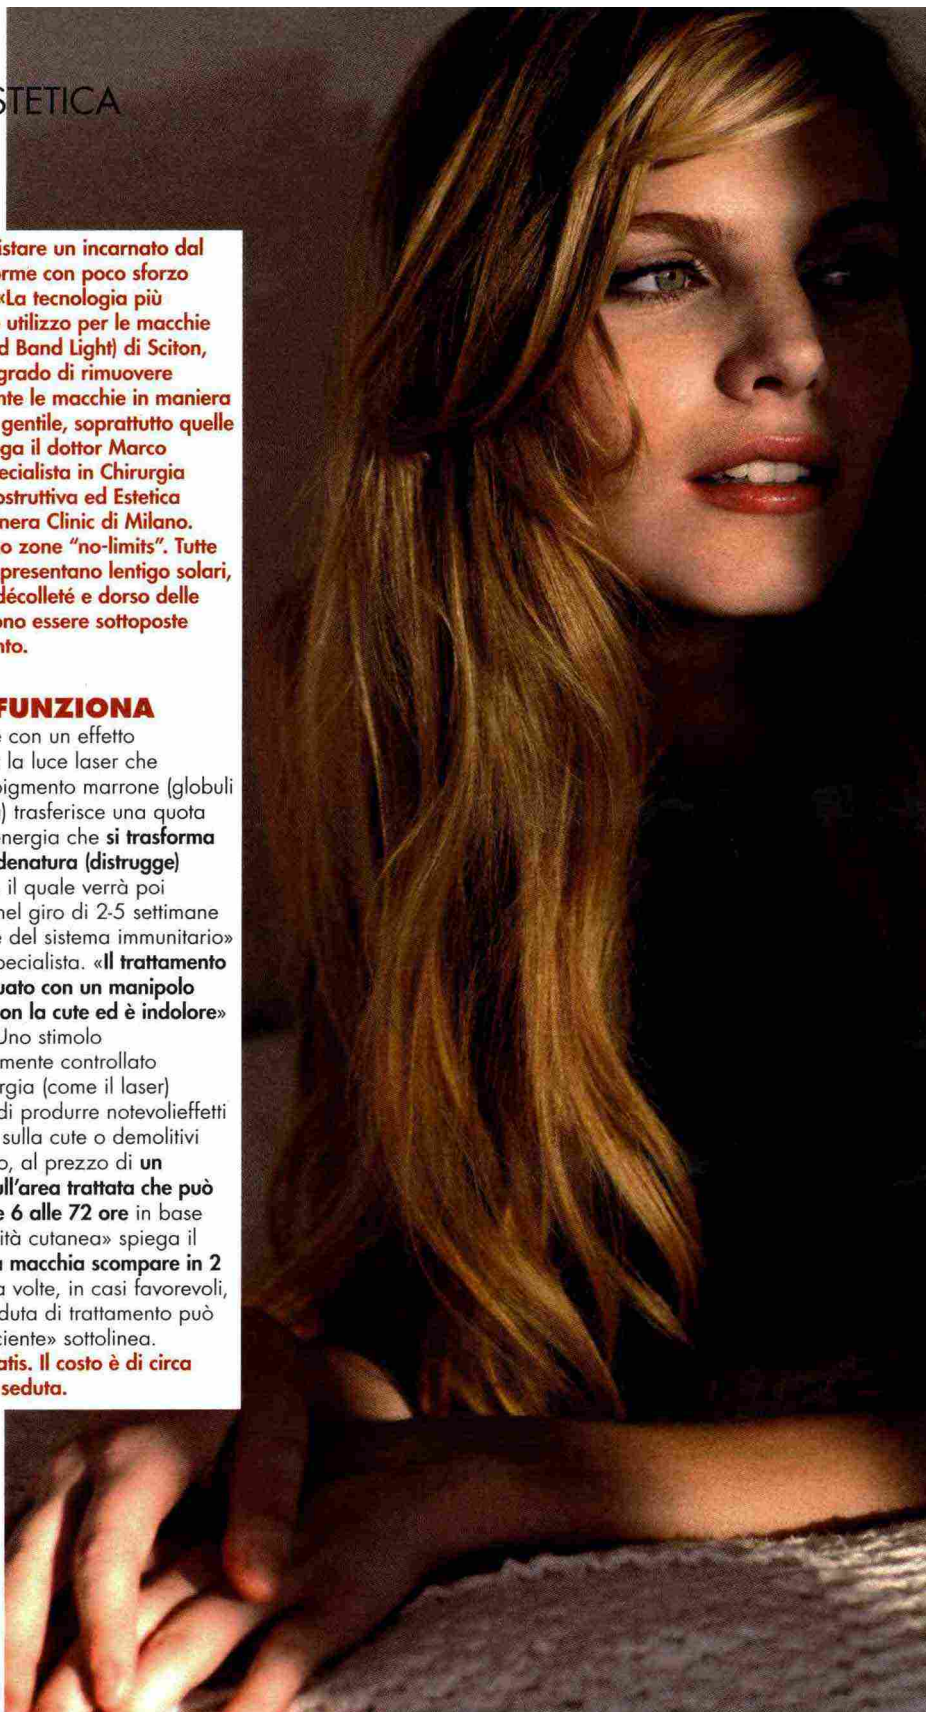 STETICA
istare un incarnato dal
orme con poco sforzo
«La tecnologia più
utilizzo per le macchie
d Band Light) di Sciton,
grado di rimuovere
nte le macchie in maniera
gentile, soprattutto quelle
ga il dottor Marco
ecialista in Chirurgia
ostruttiva ed Estetica
nera Clinic di Milano.
o zone "no-limits". Tutte
presentano lentigo solari,
décolleté e dorso delle
ono essere sottoposte
nto.
FUNZIONA
e con un effetto
la luce laser che
pigmento marrone (globuli
) trasferisce una quota
energia che si trasforma
denatura (distrugge)
il quale verrà poi
nel giro di 2-5 settimane
e del sistema immunitario»
pecialista. «Il trattamento
uato con un manipolo
on la cute ed è indolore»
Uno stimolo
mente controllato
rgia (come il laser)
di produrre notevolieffetti
sulla cute o demolitivi
o, al prezzo di un
ull'area trattata che può
e 6 alle 72 ore in base
ità cutanea» spiega il
a macchia scompare in 2
a volte, in casi favorevoli,
duta di trattamento può
ciente» sottolinea.
atis. Il costo è di circa
seduta.